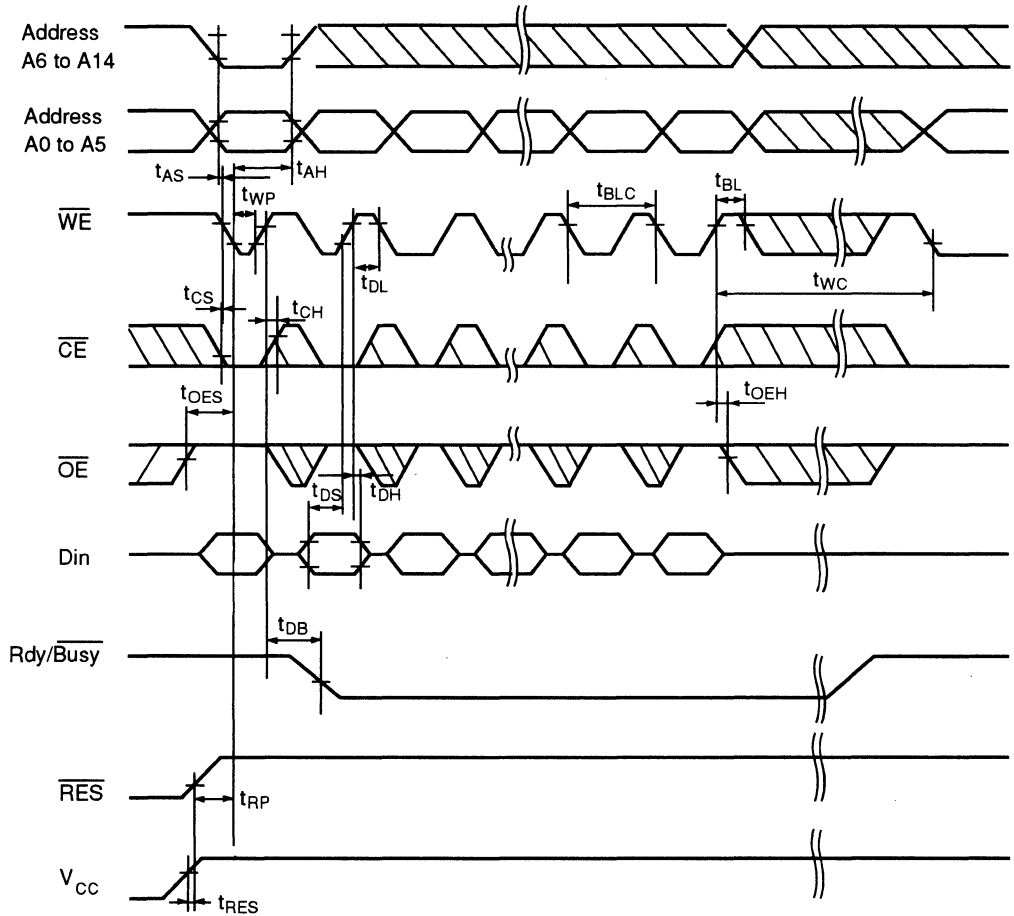 Address
A6 to A14
Address
A0 to A5
tAS
tAH
tWP
tBLC
tBL
WE
tDL
tWC
tCS
tCH
CE
tOES
tOEH
OE
tDS
tDH
Din
tDB
Rdy/Busy
RES
tRP
VCC
tRES